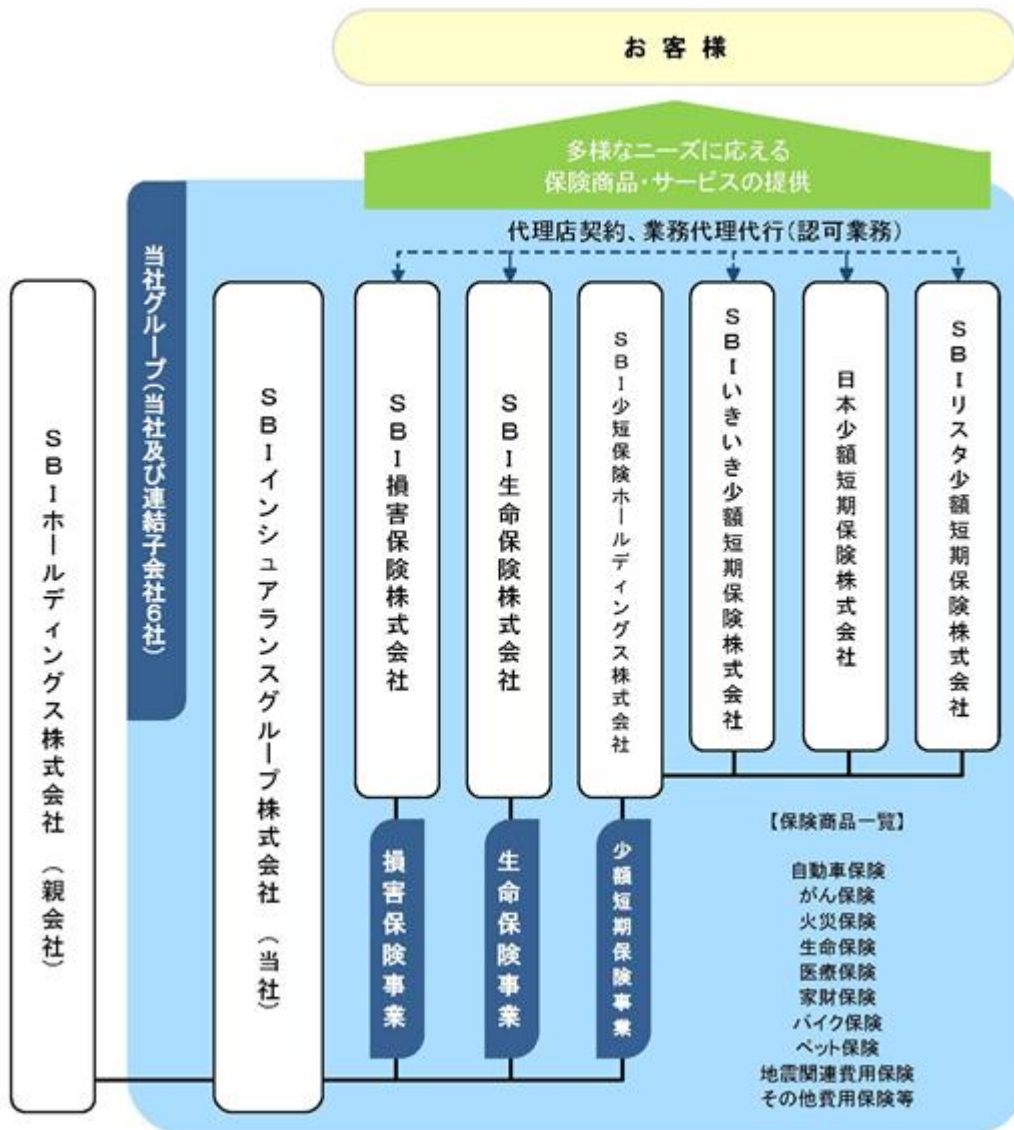 お客様
多様なニーズに応える
保険商品・サービスの提供
代理店契約、業務代理代行(認可業務)
当社グループ(当社及び連結子会社6社)
SBIホールディングス株式会社 (親会社)
SBIインシュアランスグループ株式会社 (当社)
SBI損害保険株式会社
SBI生命保険株式会社
SBI少短保険ホールディングス株式会社
SBIいきいき少額短期保険株式会社
日本少額短期保険株式会社
SBIリスタ少額短期保険株式会社
損害保険事業
生命保険事業
少額短期保険事業
【保険商品一覧】
自動車保険
がん保険
火災保険
生命保険
医療保険
家財保険
バイク保険
ペット保険
地震関連費用保険
その他費用保険等